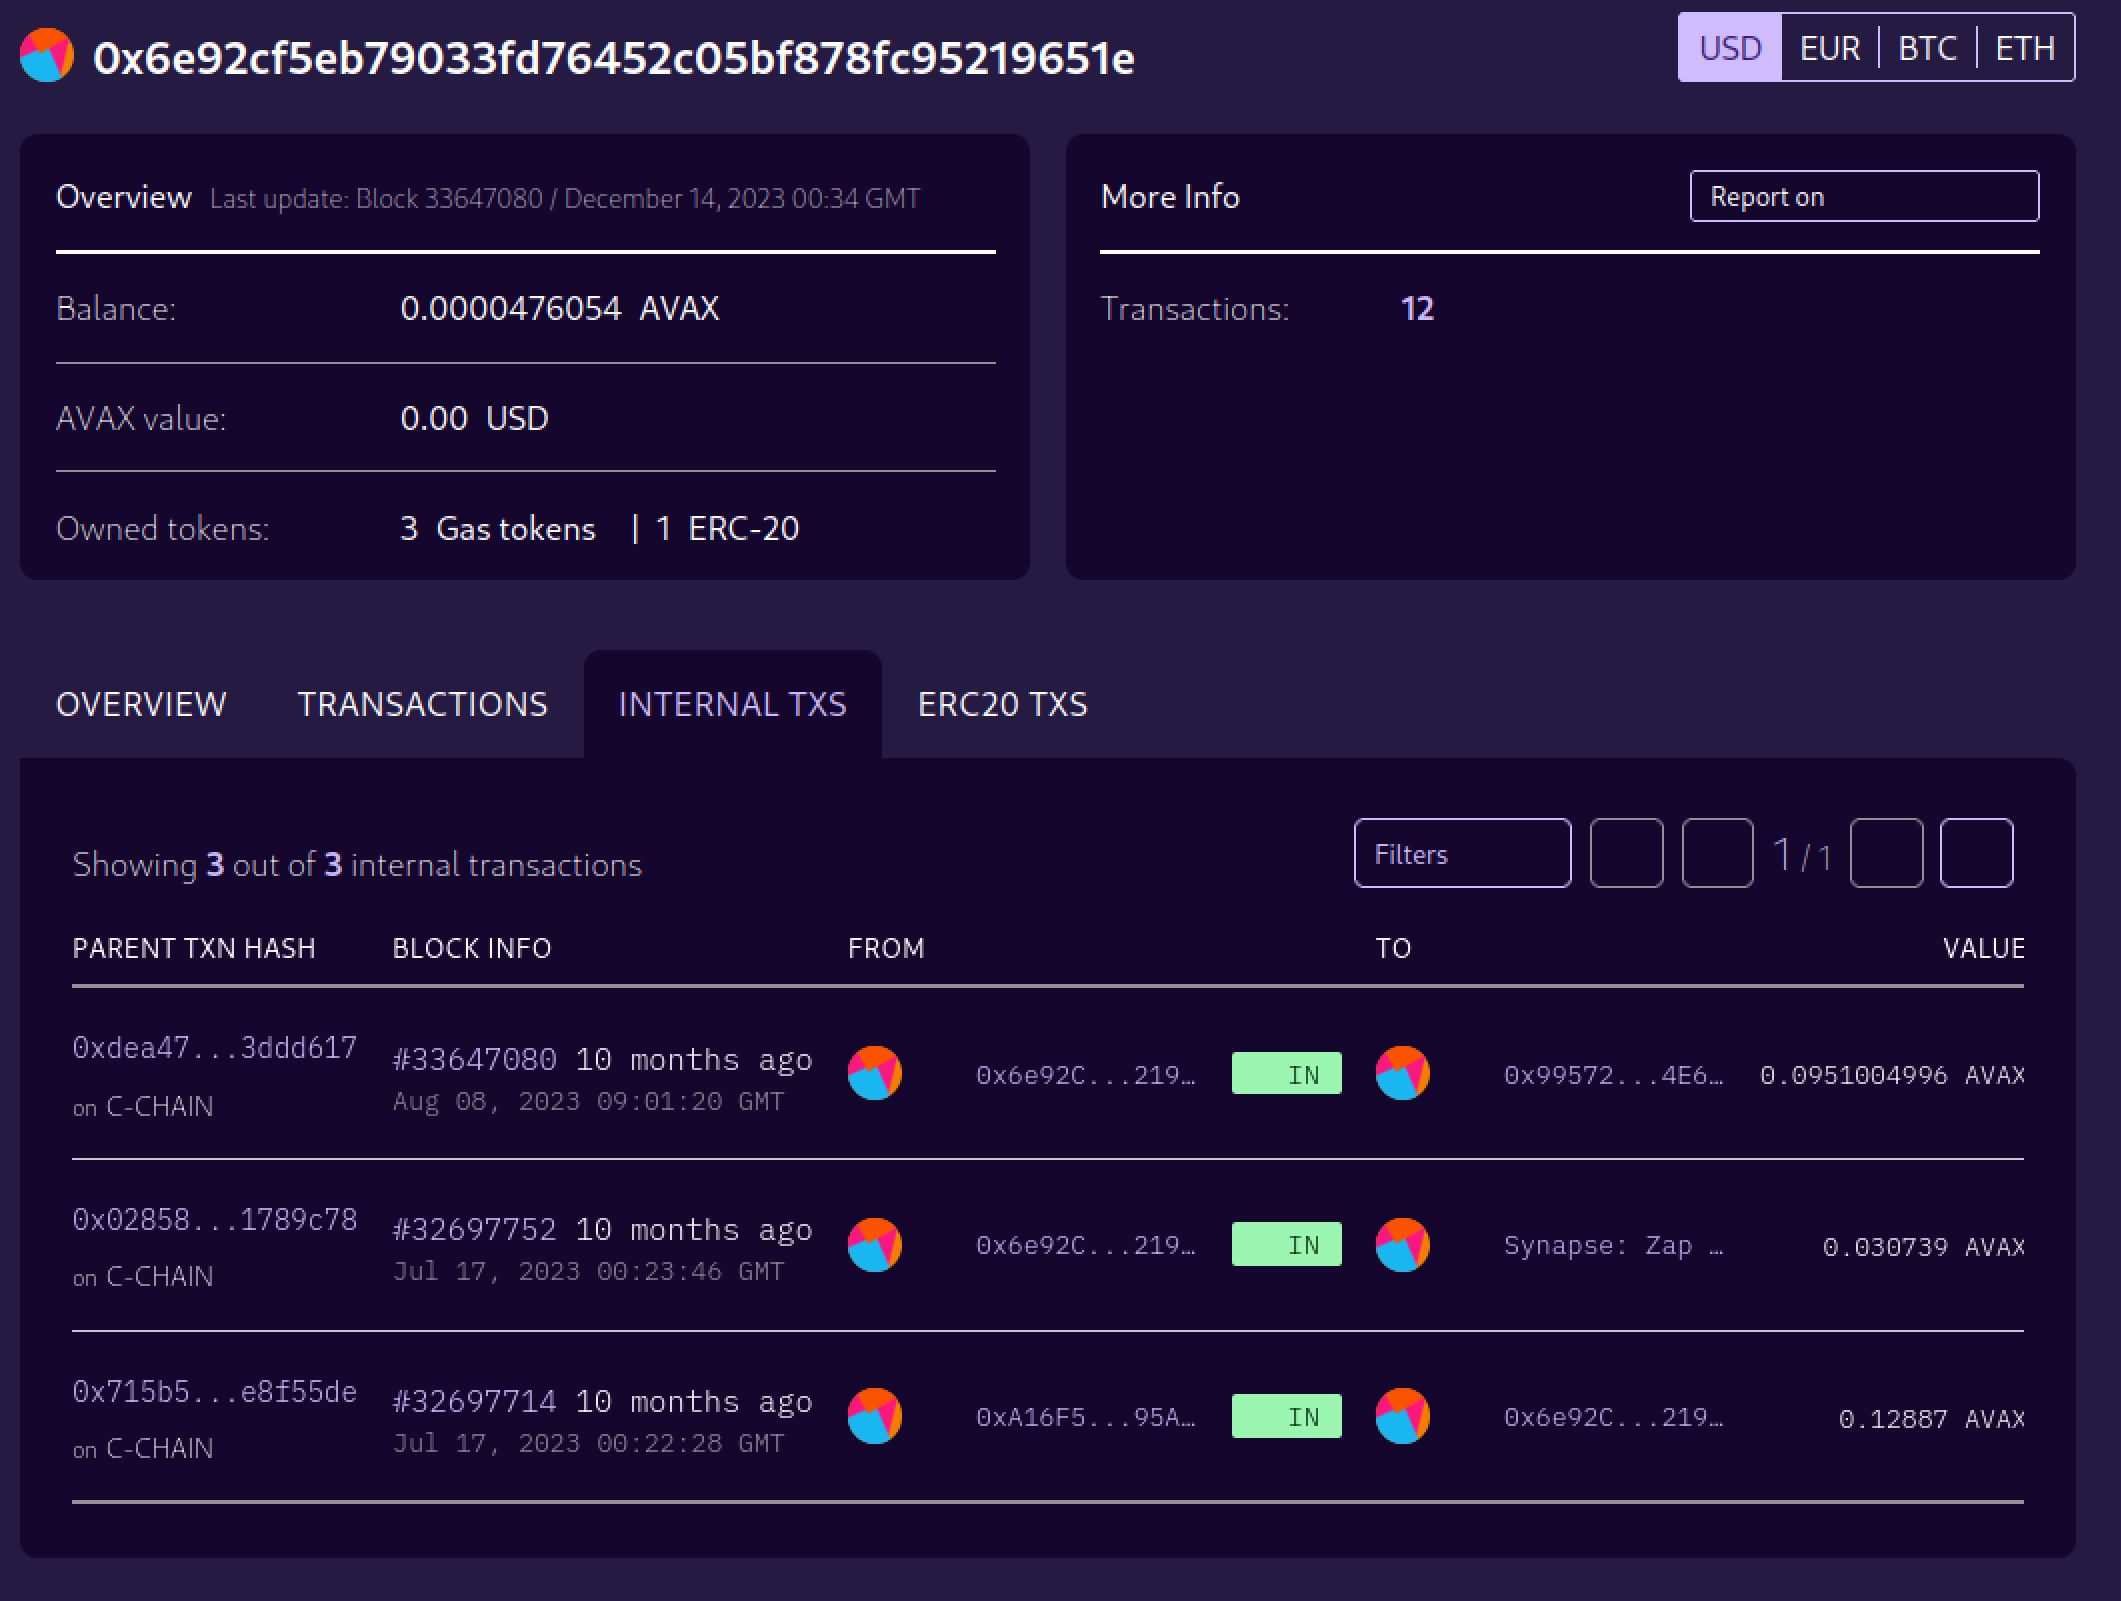 0x6e92cf5eb79033fd76452c05bf878fc95219651e
USD EUR BTC ETH
Overview Last update: Block 33647080 / December 14, 2023 00:34 GMT
Balance: 0.0000476054 AVAX
AVAX value: 0.00 USD
Owned tokens: 3 Gas tokens | 1 ERC-20
More Info Report on
Transactions: 12
OVERVIEW TRANSACTIONS INTERNAL TXS ERC20 TXS
Showing 3 out of 3 internal transactions Filters 1 / 1
PARENT TXN HASH BLOCK INFO FROM TO VALUE
0xdea47...3ddd617 #33647080 10 months ago 0x6e92C...219… IN 0x99572...4E6… 0.0951004996 AVAX
on C-CHAIN Aug 08, 2023 09:01:20 GMT
0x02858...1789c78 #32697752 10 months ago 0x6e92C...219… IN Synapse: Zap … 0.030739 AVAX
on C-CHAIN Jul 17, 2023 00:23:46 GMT
0x715b5...e8f55de #32697714 10 months ago 0xA16F5...95A… IN 0x6e92C...219… 0.12887 AVAX
on C-CHAIN Jul 17, 2023 00:22:28 GMT